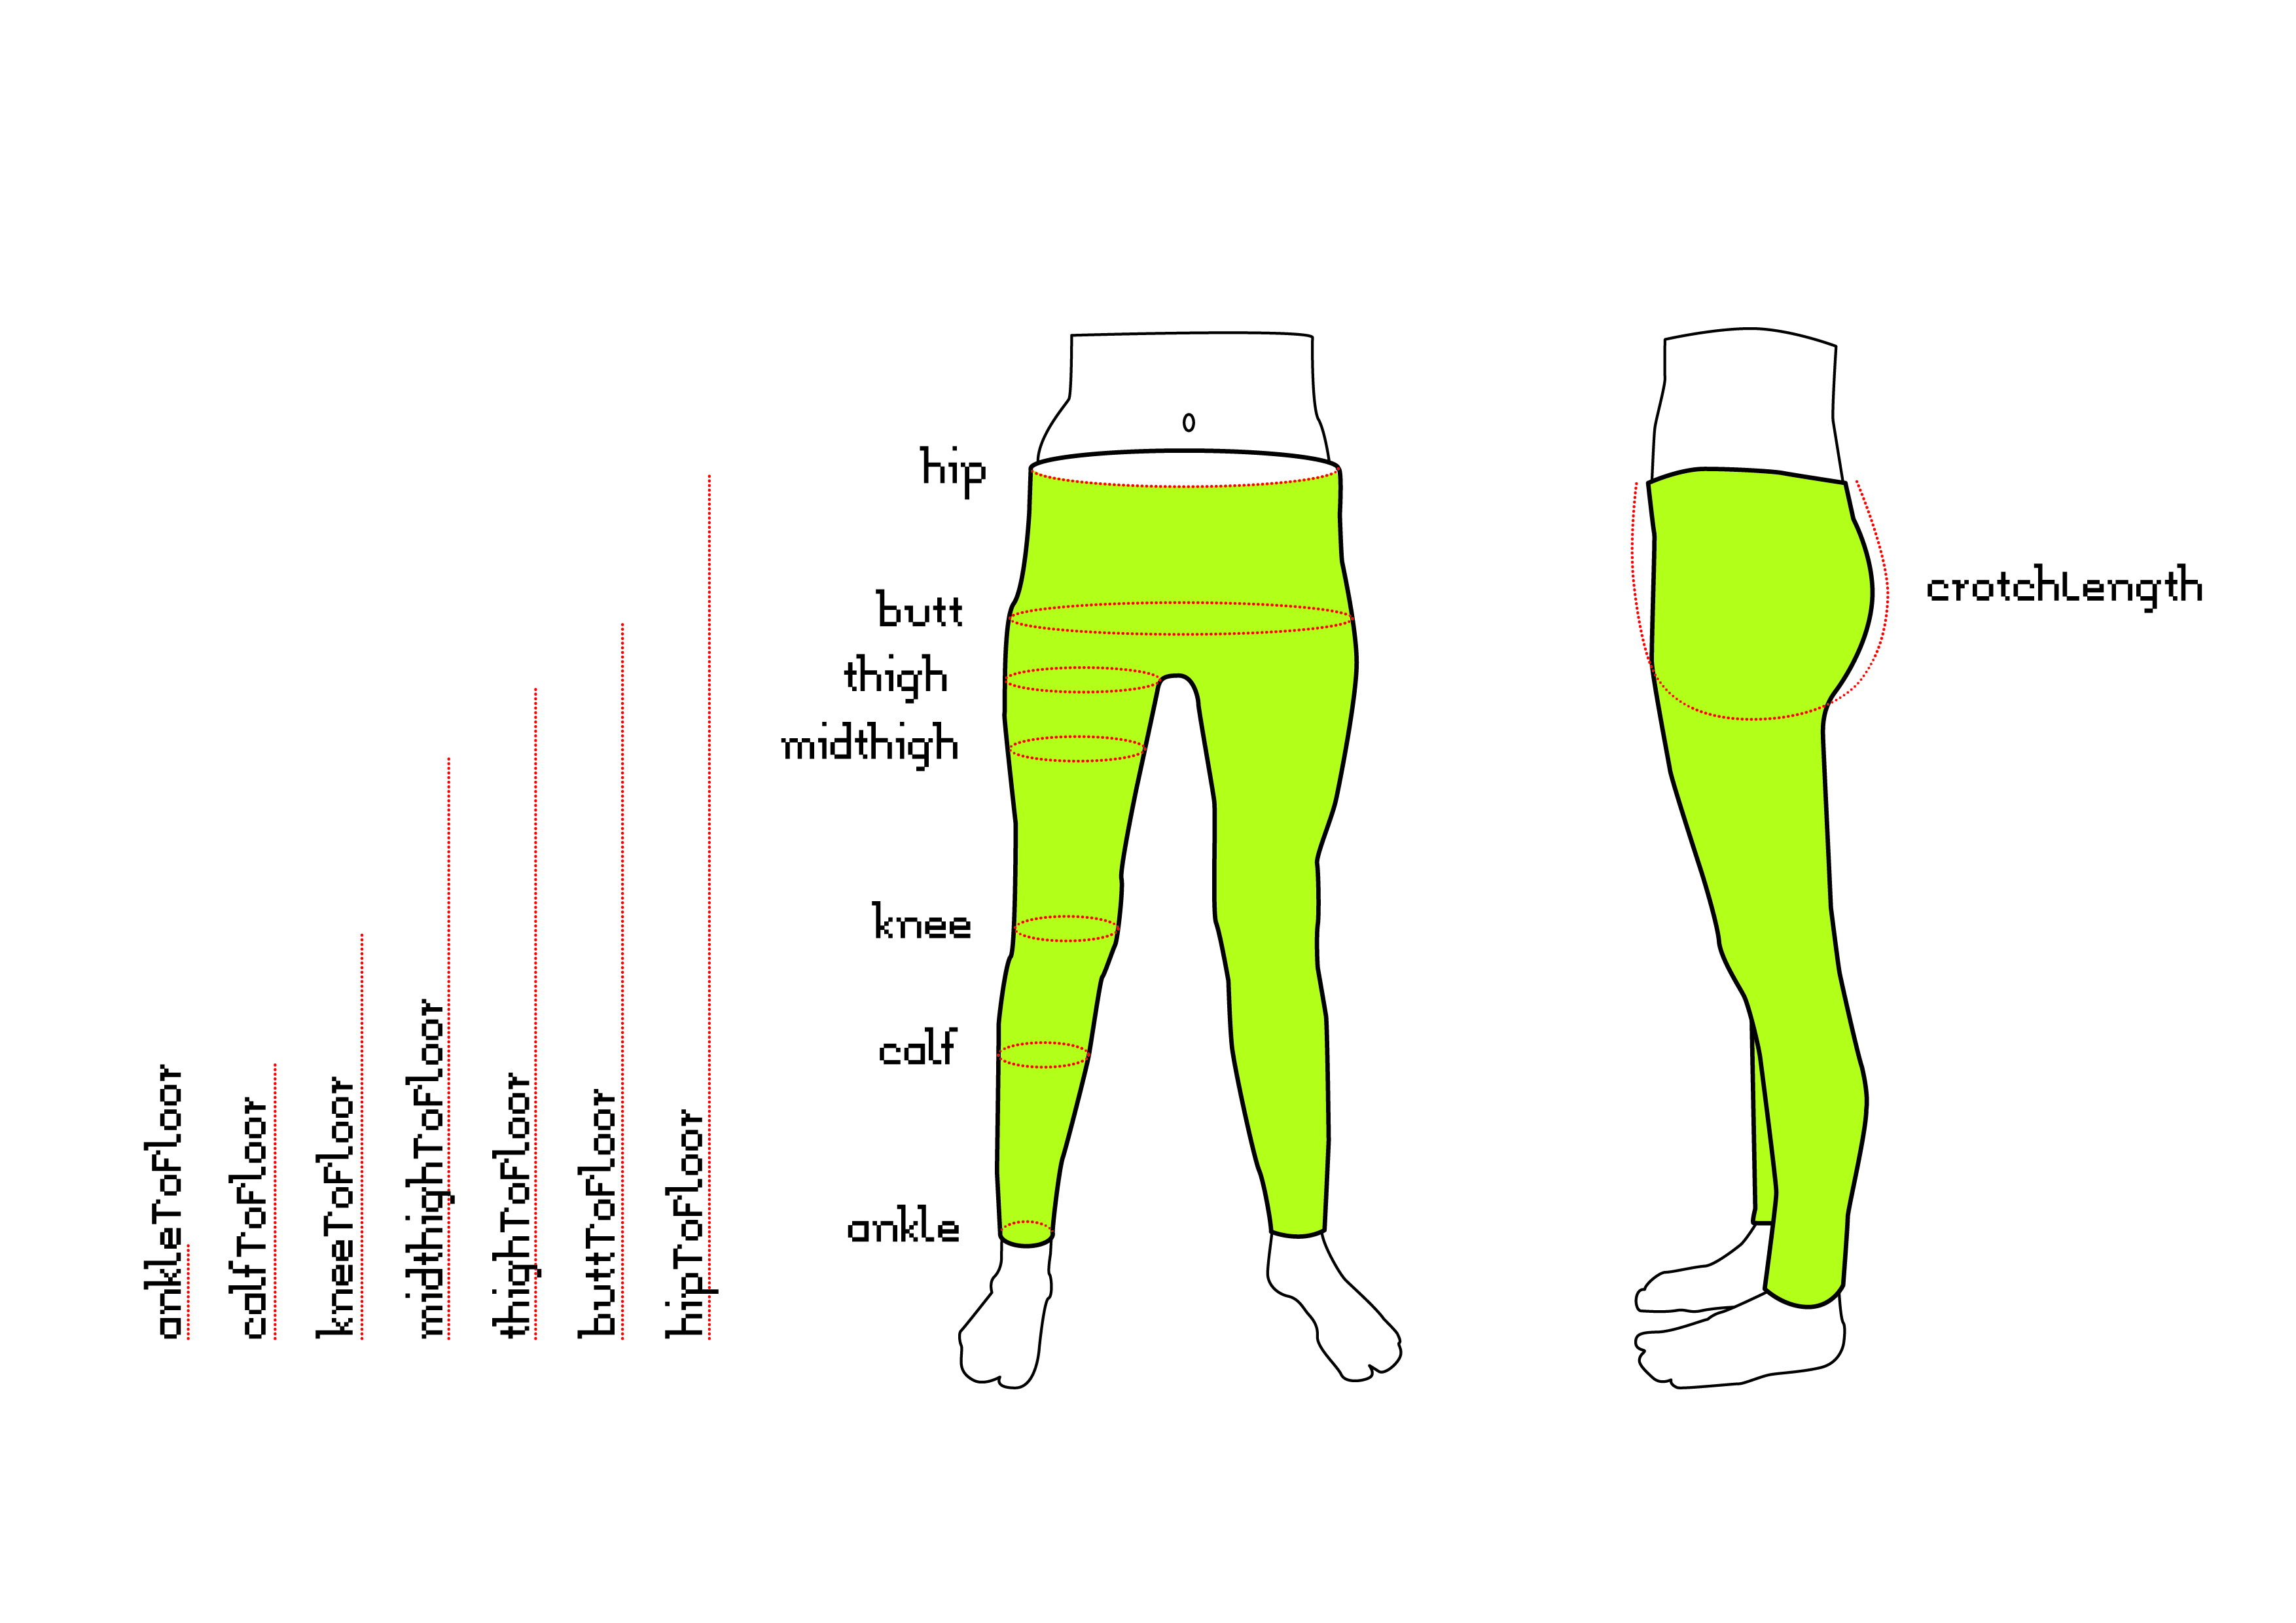 hip
butt
thigh
midthigh
knee
calf
ankle
crotchLength
ankleToFloor
calfToFloor
kneeToFloor
midthighToFloor
thighToFloor
buttToFloor
hipToFloor